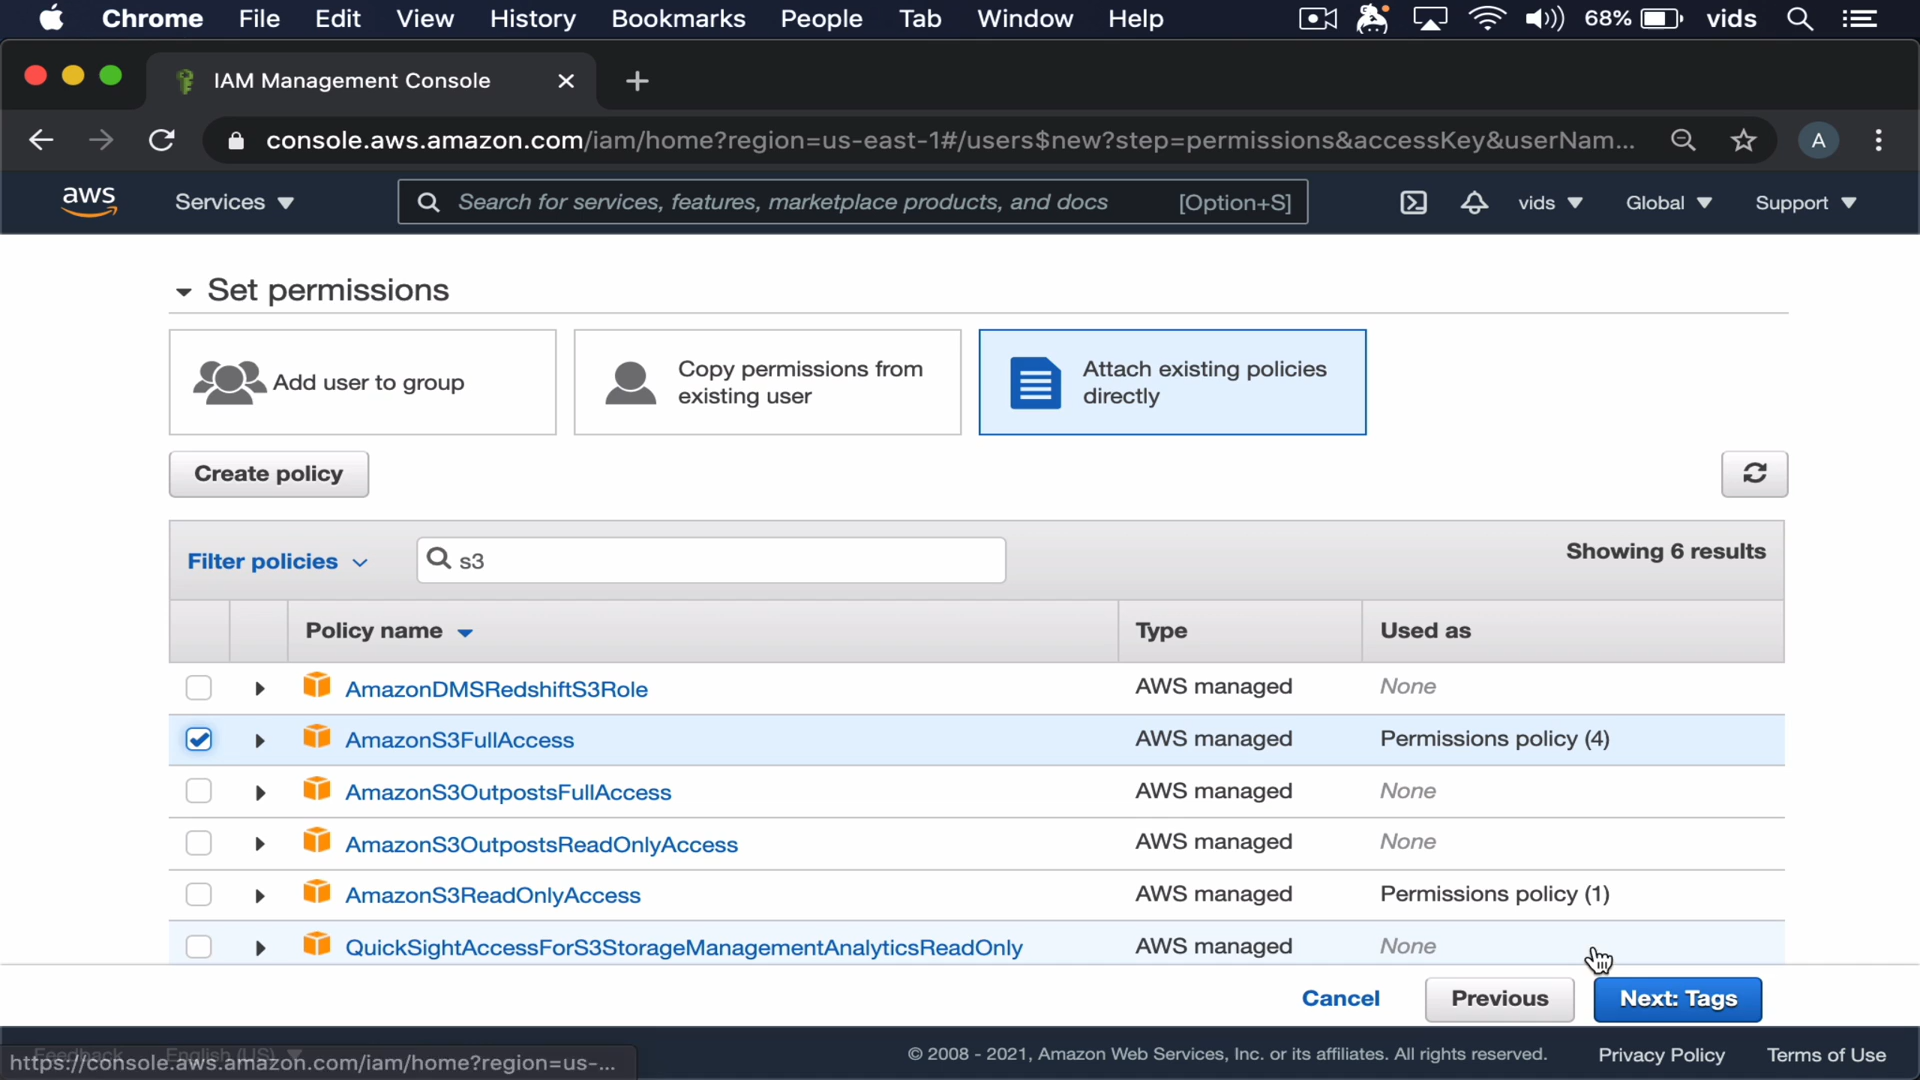 Chrome File Edit View History Bookmarks People Tab Window Help 68% vids
IAM Management Console
console.aws.amazon.com/iam/home?region=us-east-1#/users$new?step=permissions&accessKey&userNam... A
aws Services Search for services, features, marketplace products, and docs [Option+S] vids Global Support
Set permissions
Add user to group
Copy permissions from
existing user
Attach existing policies
directly
Create policy
Filter policies s3 Showing 6 results
Policy name Type Used as
AmazonDMSRedshiftS3Role AWS managed None
AmazonS3FullAccess AWS managed Permissions policy (4)
AmazonS3OutpostsFullAccess AWS managed None
AmazonS3OutpostsReadOnlyAccess AWS managed None
AmazonS3ReadOnlyAccess AWS managed Permissions policy (1)
QuickSightAccessForS3StorageManagementAnalyticsReadOnly AWS managed None
Cancel Previous Next: Tags
Feedback English (US)
https://console.aws.amazon.com/iam/home?region=us-...
© 2008 - 2021, Amazon Web Services, Inc. or its affiliates. All rights reserved. Privacy Policy Terms of Use